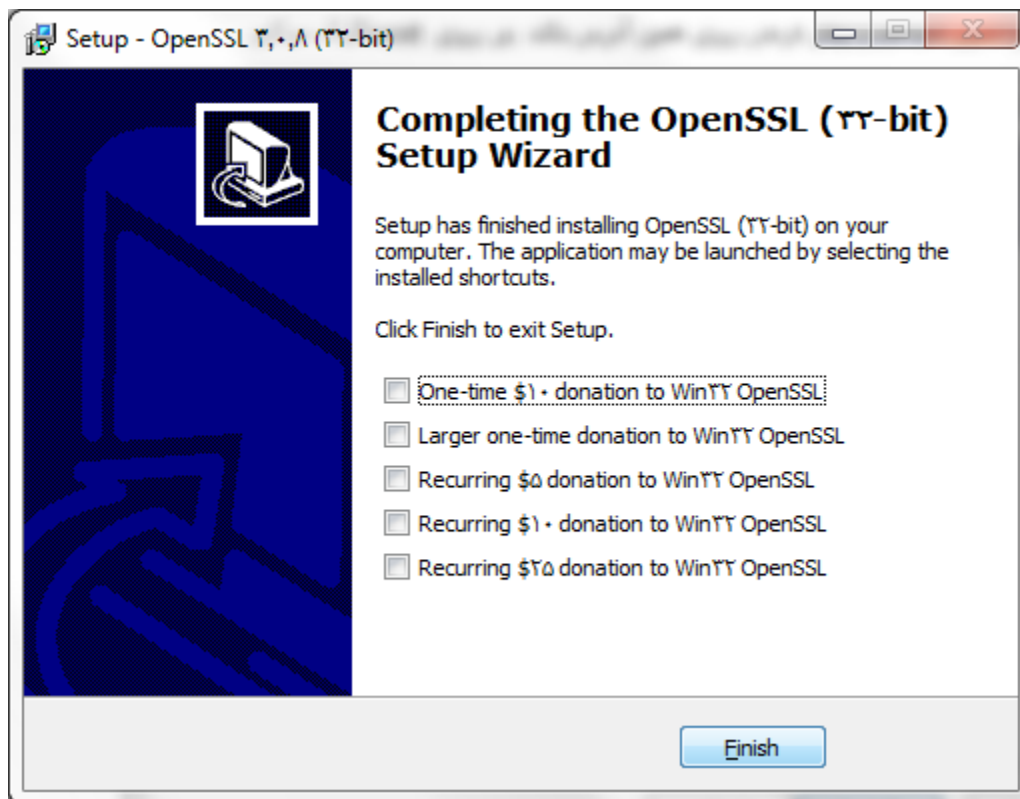 Setup - OpenSSL ۳,۰,۸ (۳۲-bit)
Completing the OpenSSL (۳۲-bit)
Setup Wizard
Setup has finished installing OpenSSL (۳۲-bit) on your
computer. The application may be launched by selecting the
installed shortcuts.
Click Finish to exit Setup.
One-time $۱۰ donation to Win۳۲ OpenSSL
Larger one-time donation to Win۳۲ OpenSSL
Recurring $۵ donation to Win۳۲ OpenSSL
Recurring $۱۰ donation to Win۳۲ OpenSSL
Recurring $۲۵ donation to Win۳۲ OpenSSL
Finish